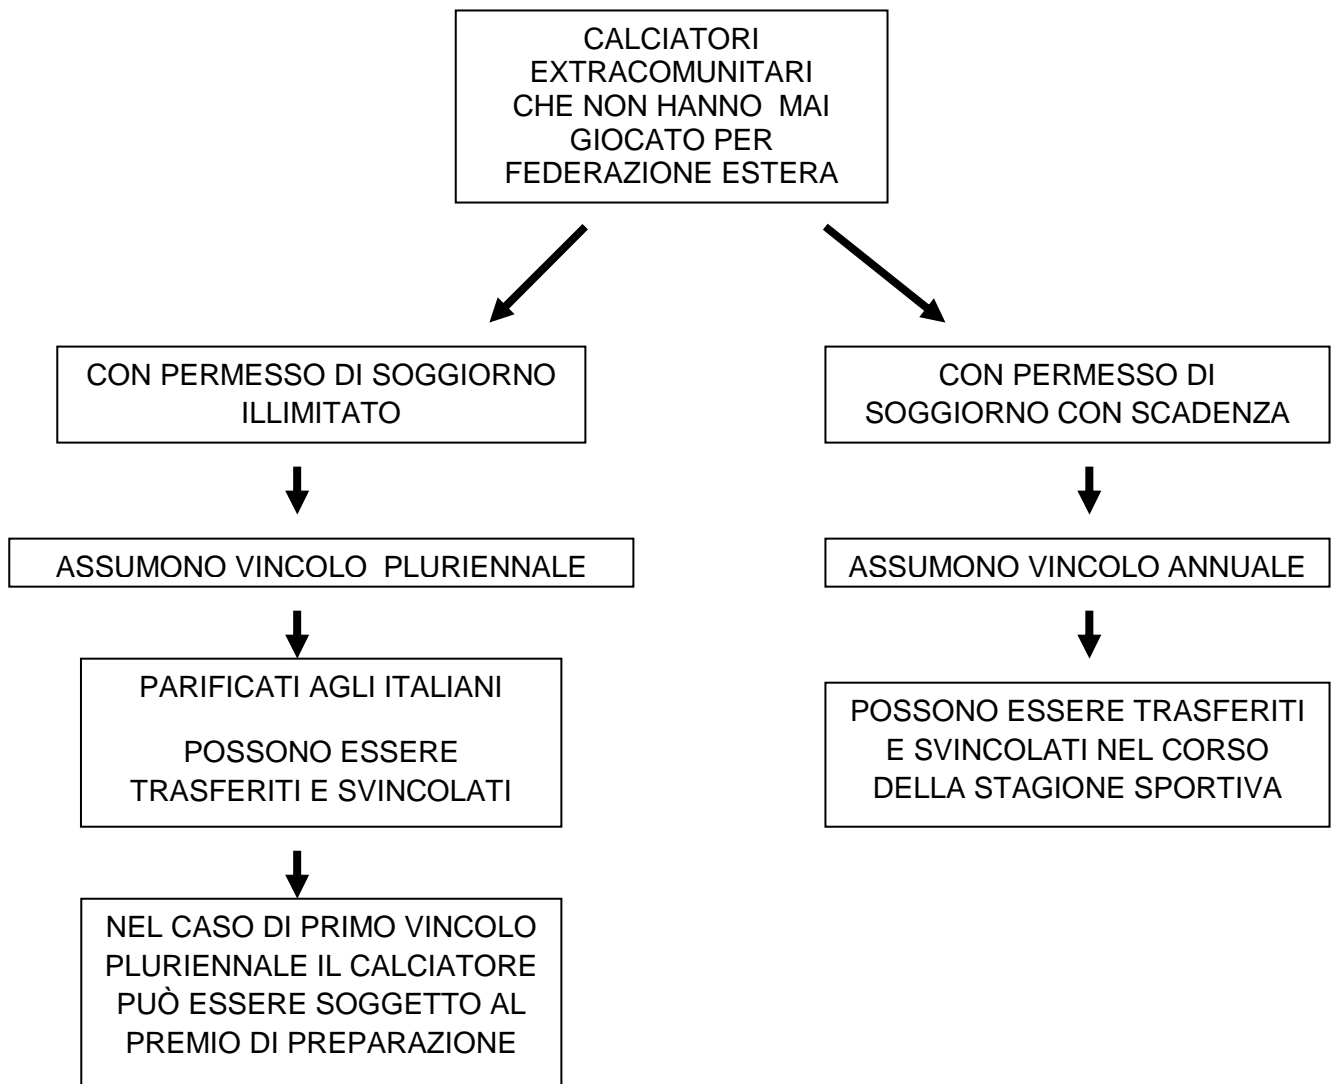 CALCIATORI
EXTRACOMUNITARI
CHE NON HANNO MAI
GIOCATO PER
FEDERAZIONE ESTERA
CON PERMESSO DI SOGGIORNO
ILLIMITATO
CON PERMESSO DI
SOGGIORNO CON SCADENZA
ASSUMONO VINCOLO PLURIENNALE
ASSUMONO VINCOLO ANNUALE
PARIFICATI AGLI ITALIANI
POSSONO ESSERE
TRASFERITI E SVINCOLATI
POSSONO ESSERE TRASFERITI
E SVINCOLATI NEL CORSO
DELLA STAGIONE SPORTIVA
NEL CASO DI PRIMO VINCOLO
PLURIENNALE IL CALCIATORE
PUÒ ESSERE SOGGETTO AL
PREMIO DI PREPARAZIONE